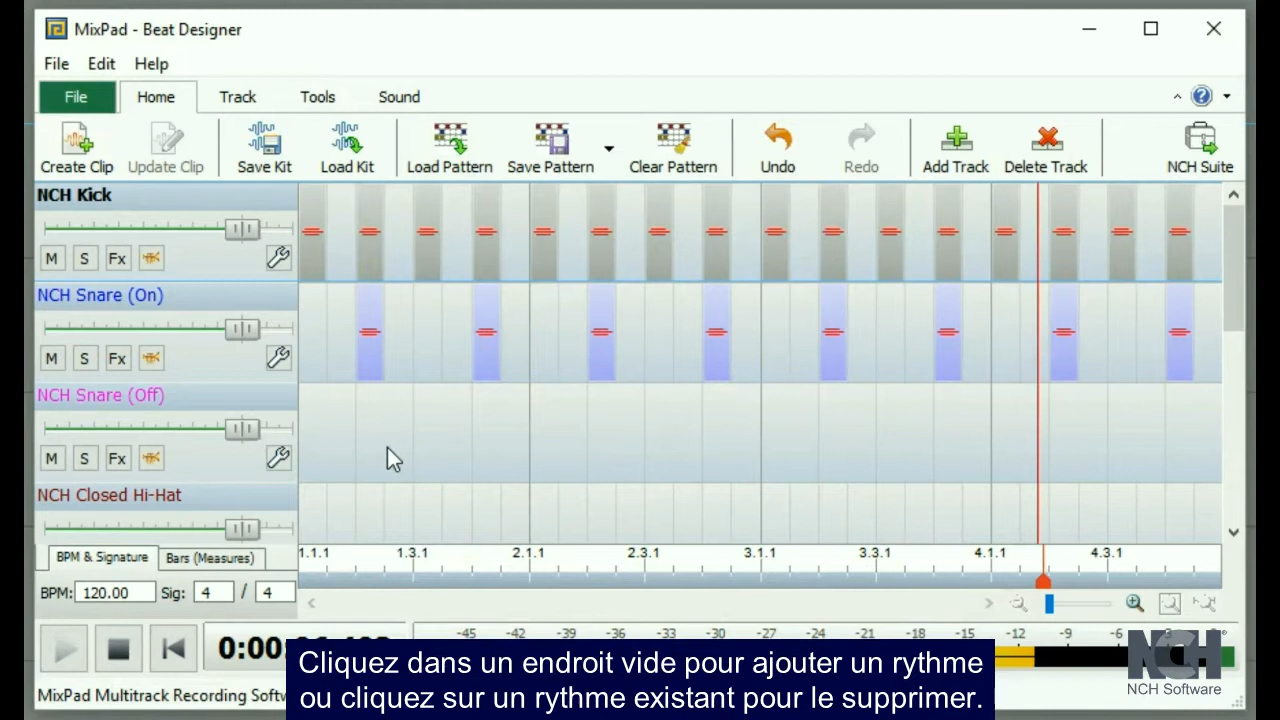 MixPad - Beat Designer
File Edit Help
File Home Track Tools Sound
Create Clip Update Clip Save Kit Load Kit Load Pattern Save Pattern Clear Pattern Undo Redo Add Track Delete Track NCH Suite
NCH Kick
M S Fx
NCH Snare (On)
M S Fx
NCH Snare (Off)
M S Fx
NCH Closed Hi-Hat
BPM & Signature Bars (Measures)
1.1.1 1.3.1 2.1.1 2.3.1 3.1.1 3.3.1 4.1.1 4.3.1
BPM: 120.00 Sig: 4 / 4
-45 -42 -39 -36 -33 -30 -27 -24 -21 -18 -15 -12 -9 -6
NCH
NCH Software
Cliquez dans un endroit vide pour ajouter un rythme
ou cliquez sur un rythme existant pour le supprimer.
MixPad Multitrack Recording